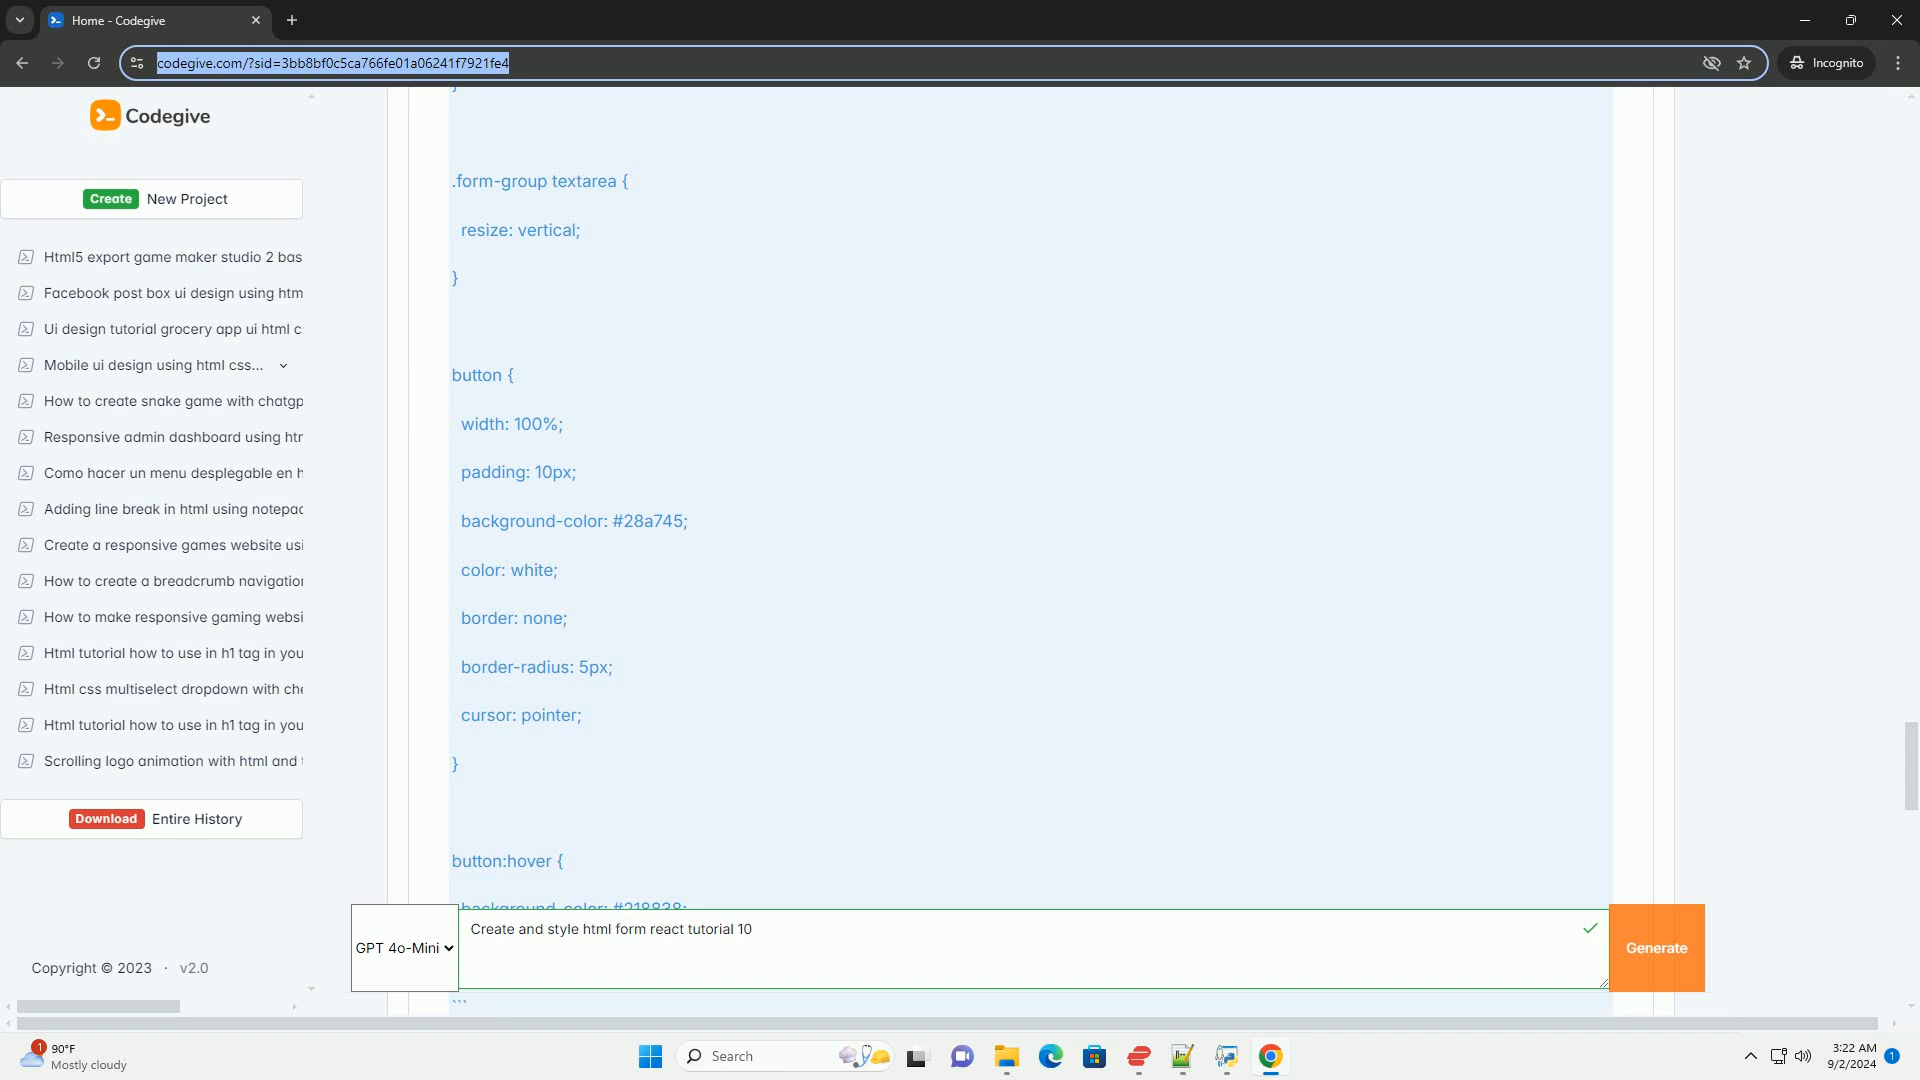 Home - Codegive
codegive.com/?sid=3bb8bf0c5ca766fe01a06241f7921fe4
Incognito
Codegive
Create New Project
Html5 export game maker studio 2 bas
Facebook post box ui design using htm
Ui design tutorial grocery app ui html c
Mobile ui design using html css...
How to create snake game with chatgp
Responsive admin dashboard using htr
Como hacer un menu desplegable en h
Adding line break in html using notepac
Create a responsive games website usi
How to create a breadcrumb navigation
How to make responsive gaming websi
Html tutorial how to use in h1 tag in you
Html css multiselect dropdown with che
Html tutorial how to use in h1 tag in you
Scrolling logo animation with html and
Download Entire History
Copyright © 2023 · v2.0
}
.form-group textarea {
resize: vertical;
}
button {
width: 100%;
padding: 10px;
background-color: #28a745;
color: white;
border: none;
border-radius: 5px;
cursor: pointer;
}
button:hover {
background-color: #218838;
GPT 4o-Mini
Create and style html form react tutorial 10
Generate
```
1
90°F
Mostly cloudy
Search
3:22 AM
9/2/2024
1